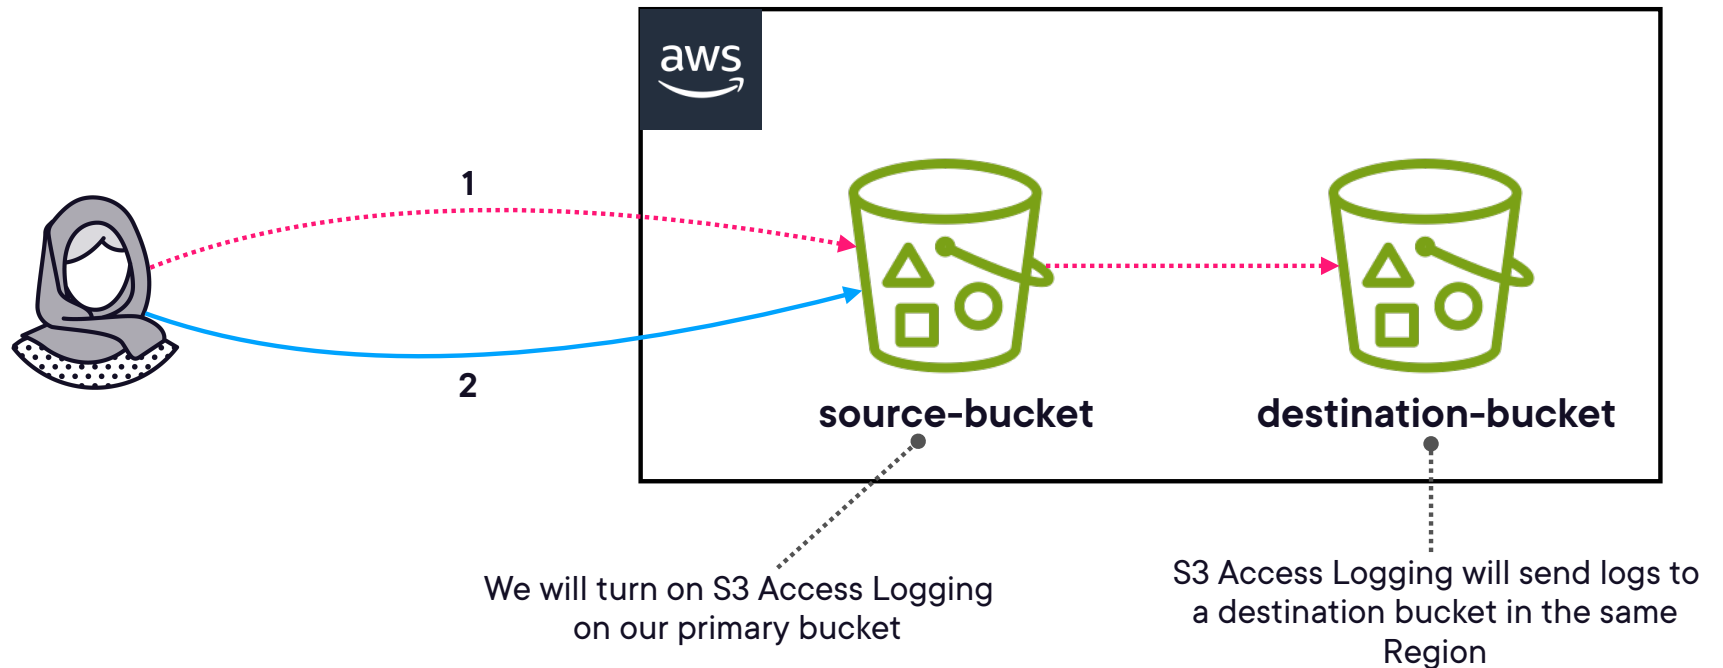 aws
1
2
source-bucket
destination-bucket
We will turn on S3 Access Logging
on our primary bucket
S3 Access Logging will send logs to
a destination bucket in the same
Region